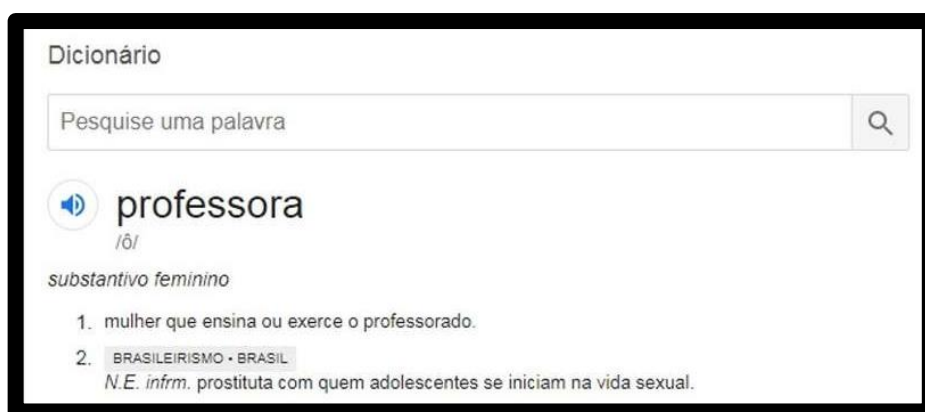 Dicionário
Pesquise uma palavra
professora
/ô/
substantivo feminino
1. mulher que ensina ou exerce o professorado.
2. BRASILEIRISMO • BRASIL
N.E. infrm. prostituta com quem adolescentes se iniciam na vida sexual.